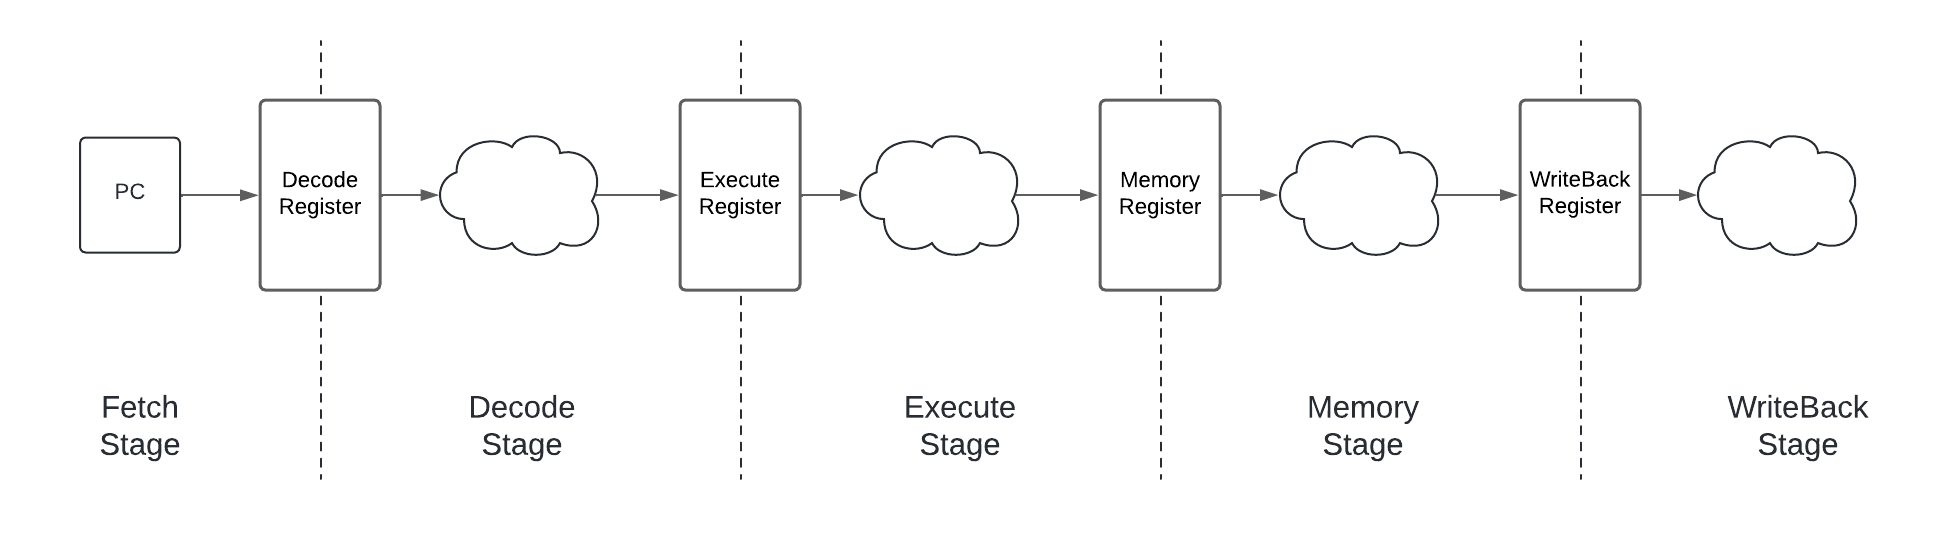 PC
Decode
Register
Execute
Register
Memory
Register
WriteBack
Register
Fetch
Stage
Decode
Stage
Execute
Stage
Memory
Stage
WriteBack
Stage